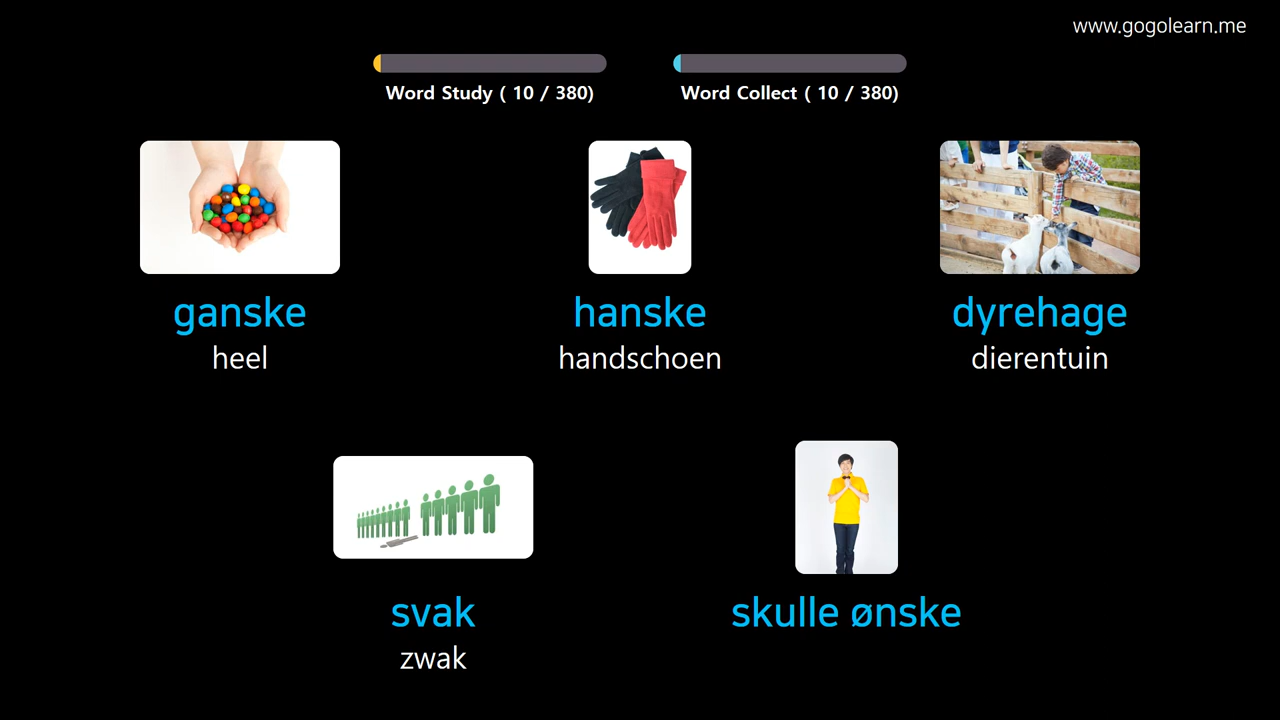 www.gogolearn.me
Word Study ( 10 / 380)
Word Collect ( 10 / 380)
ganske
heel
hanske
handschoen
dyrehage
dierentuin
svak
zwak
skulle ønske